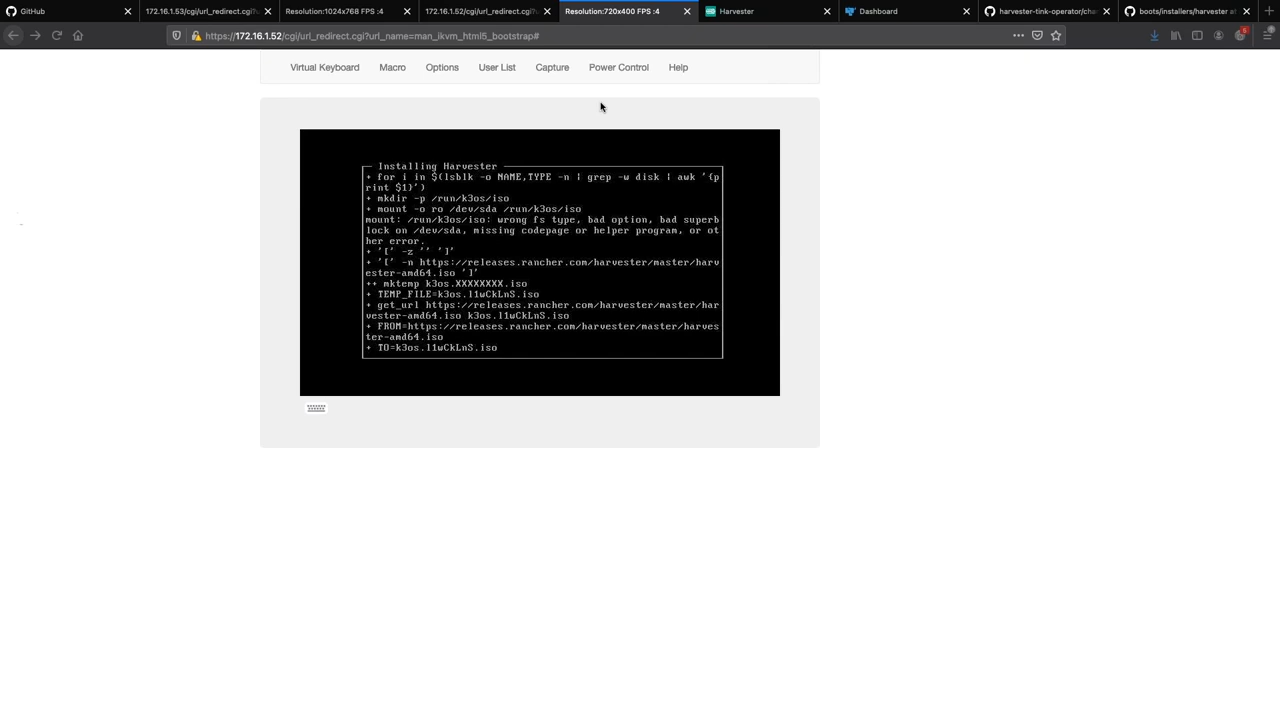 GitHub
172.16.1.53/cgi/url_redirect.cgi?u
Resolution:1024x768 FPS :4
172.16.1.52/cgi/url_redirect.cgi?u
Resolution:720x400 FPS :4
Harvester
Dashboard
harvester-tink-operator/char
boots/installers/harvester at
https://172.16.1.52/cgi/url_redirect.cgi?url_name=man_ikvm_html5_bootstrap#
Virtual Keyboard
Macro
Options
User List
Capture
Power Control
Help
Installing Harvester
+ for i in $(lsblk -o NAME,TYPE -n | grep -w disk | awk '{p
rint $1}')
+ mkdir -p /run/k3os/iso
+ mount -o ro /dev/sda /run/k3os/iso
mount: /run/k3os/iso: wrong fs type, bad option, bad superb
lock on /dev/sda, missing codepage or helper program, or ot
her error.
+ '[' -z '' ']'
+ '[' -n https://releases.rancher.com/harvester/master/harv
ester-amd64.iso ']'
++ mktemp k3os.XXXXXXXX.iso
+ TEMP_FILE=k3os.l1wCkLnS.iso
+ get_url https://releases.rancher.com/harvester/master/har
vester-amd64.iso k3os.l1wCkLnS.iso
+ FROM=https://releases.rancher.com/harvester/master/harves
ter-amd64.iso
+ TO=k3os.l1wCkLnS.iso